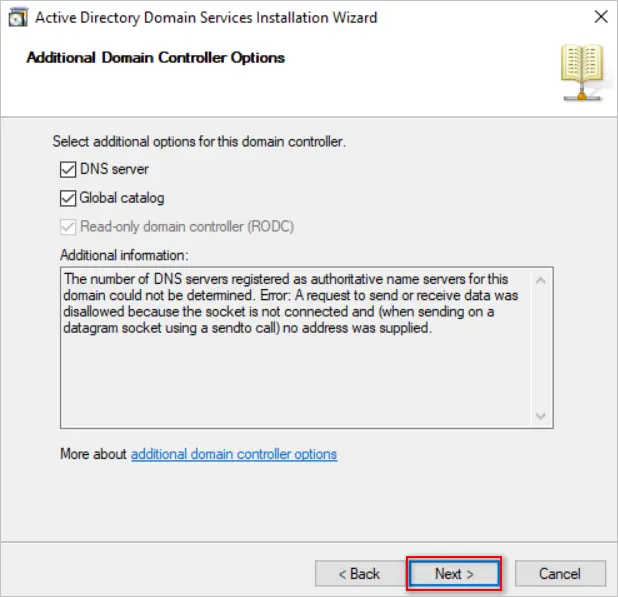 Active Directory Domain Services Installation Wizard
Additional Domain Controller Options
Select additional options for this domain controller.
DNS server
Global catalog
Read-only domain controller (RODC)
Additional information:
The number of DNS servers registered as authoritative name servers for this
domain could not be determined. Error: A request to send or receive data was
disallowed because the socket is not connected and (when sending on a
datagram socket using a sendto call) no address was supplied.
More about additional domain controller options
< Back
Next >
Cancel